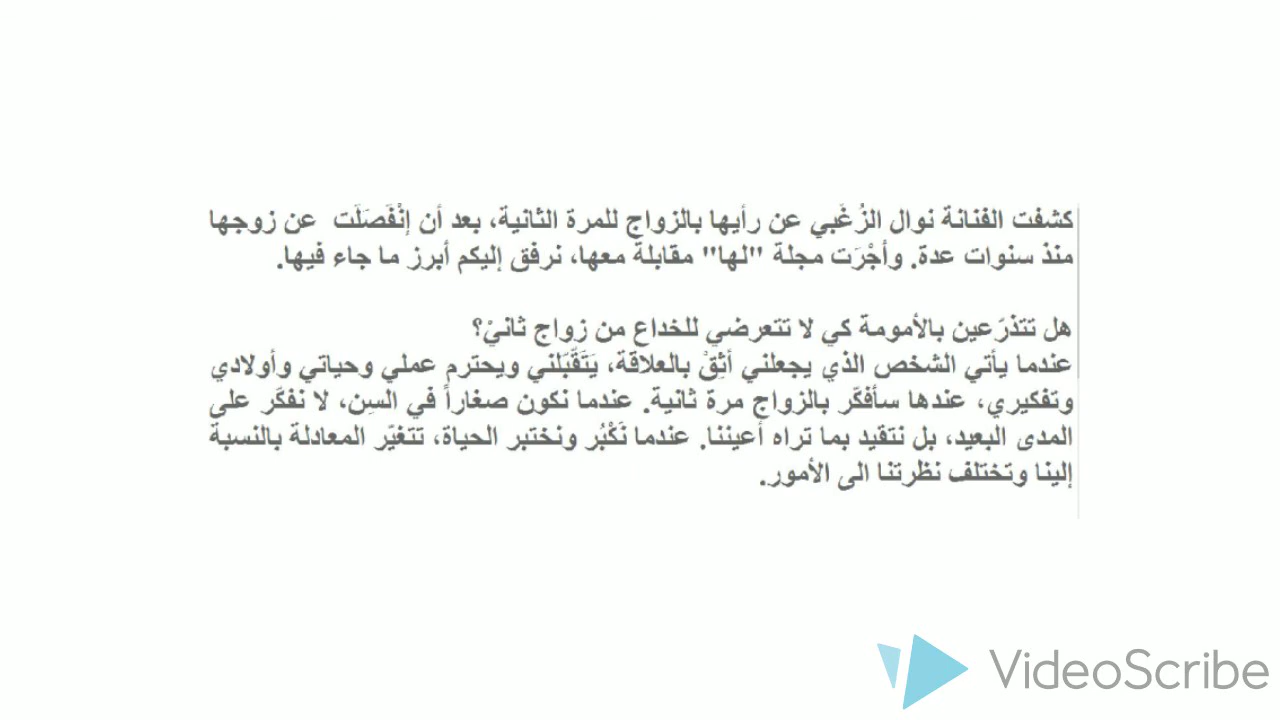 كشفت الفنانة نوال الزُغَبي عن رأيها بالزواج للمرة الثانية، بعد أن إنْفَصَلَت عن زوجها
منذ سنوات عدة. وأجْرَت مجلة "لها" مقابلة معها، نرفق إليكم أبرز ما جاء فيها.
هل تتذرّعين بالأمومة كي لا تتعرضي للخداع من زواج ثانيْ؟
عندما يأتي الشخص الذي يجعلني أثِقْ بالعلاقة، يَتَقَبّلني ويحترم عملي وحياتي وأولادي
وتفكيري، عندها سأفكّر بالزواج مرة ثانية. عندما نكون صغاراً في السِن، لا نفكّر على
المدى البعيد، بل نتقيد بما تراه أعيننا. عندما نَكْبُر ونختبر الحياة، تتغيّر المعادلة بالنسبة
إلينا وتختلف نظرتنا الى الأمور.
VideoScribe